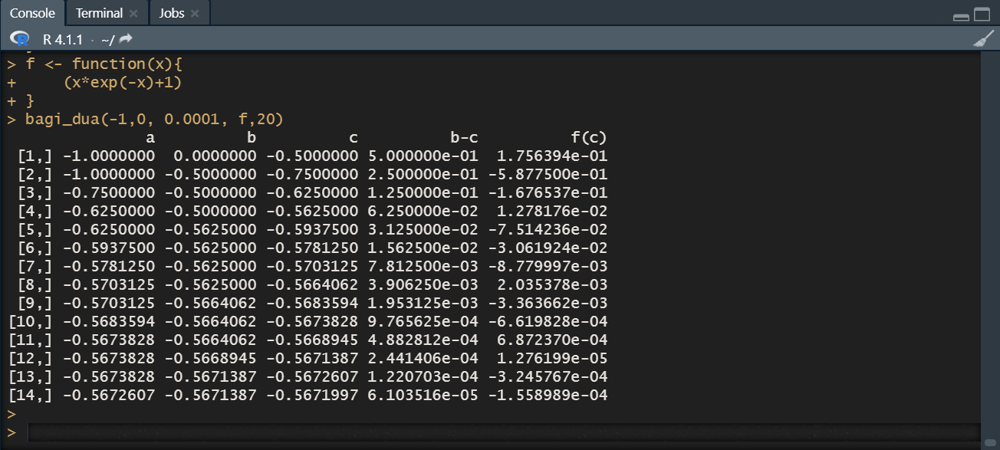 Console Terminal Jobs
R 4.1.1 · ~/
> f <- function(x){
+     (x*exp(-x)+1)
+ }
> bagi_dua(-1,0, 0.0001, f,20)
               a          b          c          b-c          f(c)
 [1,] -1.0000000  0.0000000 -0.5000000 5.000000e-01  1.756394e-01
 [2,] -1.0000000 -0.5000000 -0.7500000 2.500000e-01 -5.877500e-01
 [3,] -0.7500000 -0.5000000 -0.6250000 1.250000e-01 -1.676537e-01
 [4,] -0.6250000 -0.5000000 -0.5625000 6.250000e-02  1.278176e-02
 [5,] -0.6250000 -0.5625000 -0.5937500 3.125000e-02 -7.514236e-02
 [6,] -0.5937500 -0.5625000 -0.5781250 1.562500e-02 -3.061924e-02
 [7,] -0.5781250 -0.5625000 -0.5703125 7.812500e-03 -8.779997e-03
 [8,] -0.5703125 -0.5625000 -0.5664062 3.906250e-03  2.035378e-03
 [9,] -0.5703125 -0.5664062 -0.5683594 1.953125e-03 -3.363662e-03
[10,] -0.5683594 -0.5664062 -0.5673828 9.765625e-04 -6.619828e-04
[11,] -0.5673828 -0.5664062 -0.5668945 4.882812e-04  6.872370e-04
[12,] -0.5673828 -0.5668945 -0.5671387 2.441406e-04  1.276199e-05
[13,] -0.5673828 -0.5671387 -0.5672607 1.220703e-04 -3.245767e-04
[14,] -0.5672607 -0.5671387 -0.5671997 6.103516e-05 -1.558989e-04
>
>